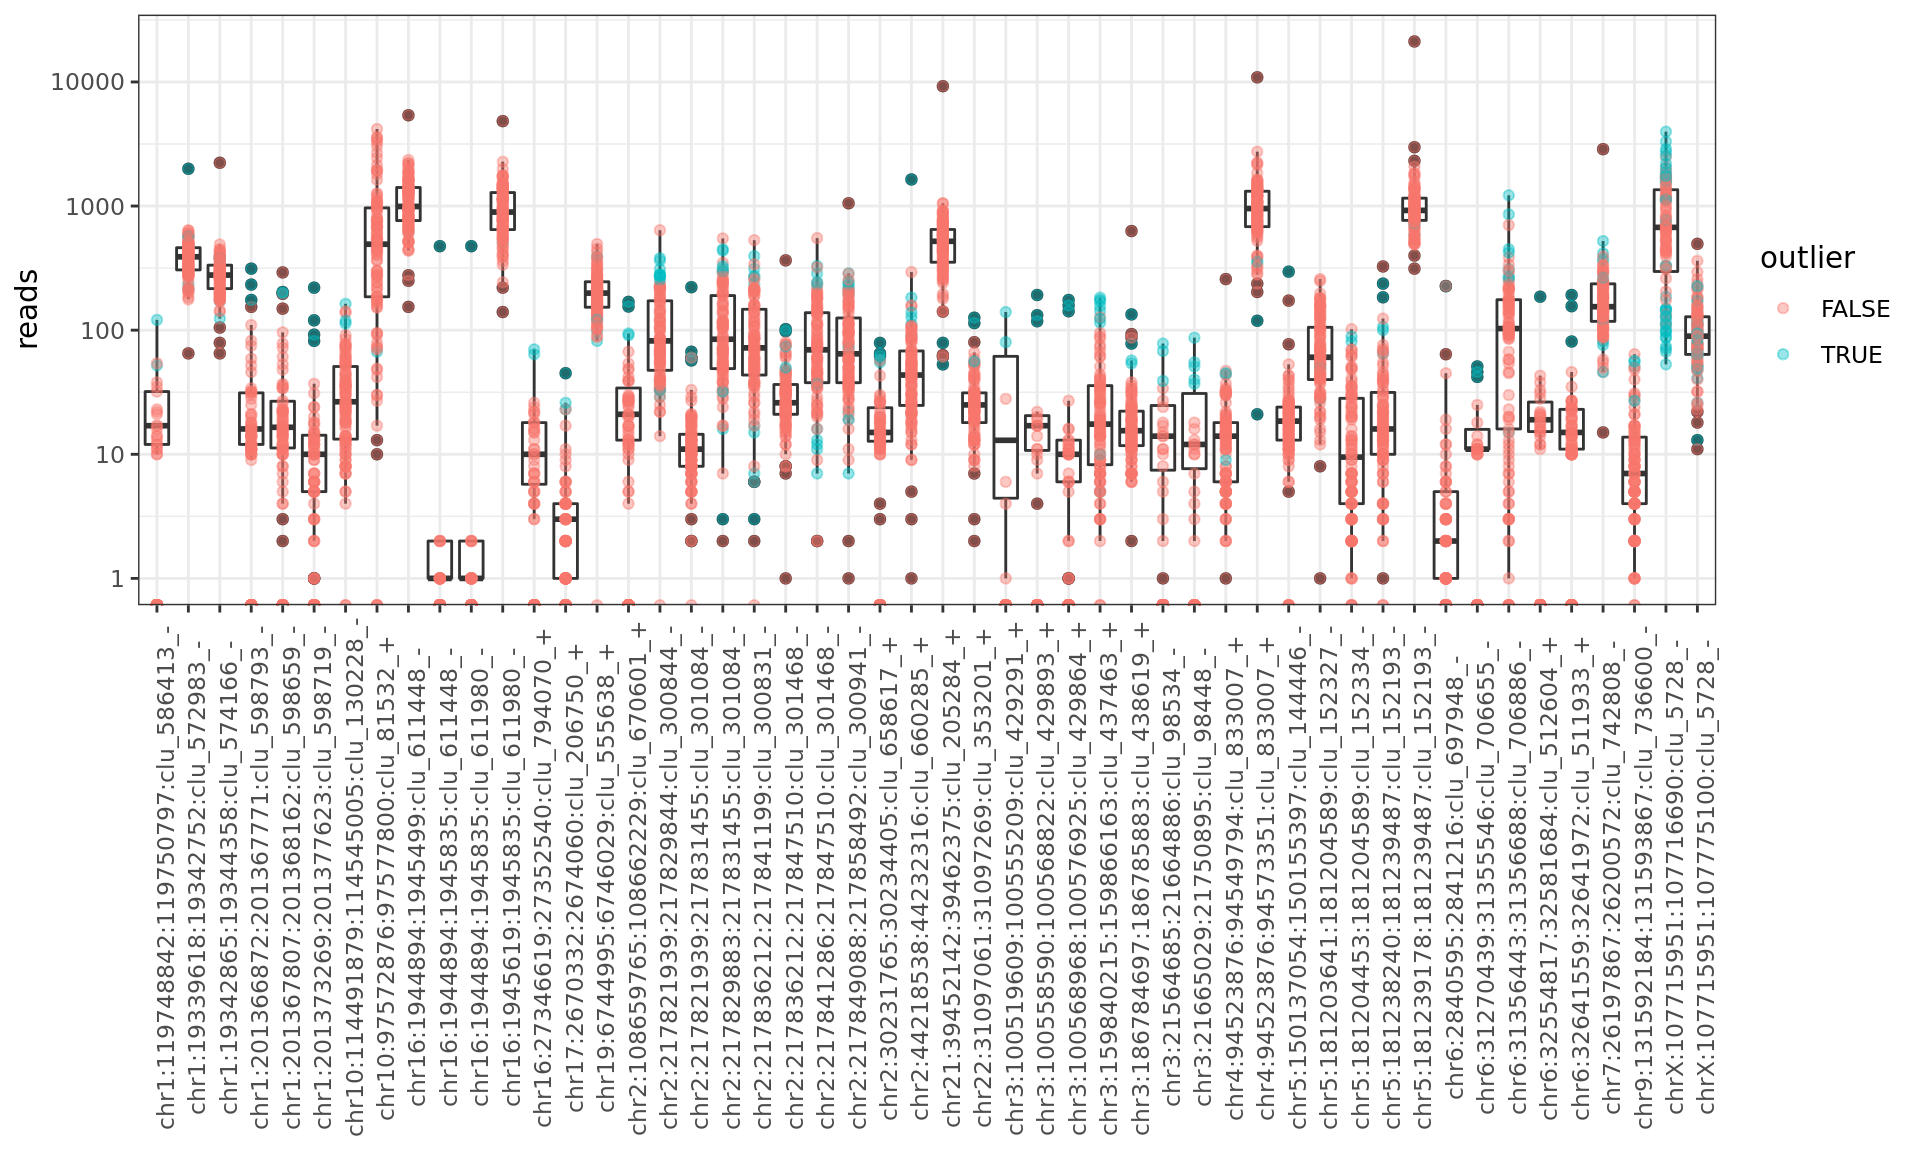 10000
1000
100
10
1
reads
outlier
FALSE
TRUE
chr1:119748842:119750797:clu_586413_-
chr1:19339618:19342752:clu_572983_-
chr1:19342865:19344358:clu_574166_-
chr1:201366872:201367771:clu_598793_-
chr1:201367807:201368162:clu_598659_-
chr1:201373269:201377623:clu_598719_-
chr10:114491879:114545005:clu_130228_-
chr10:97572876:97577800:clu_81532_+
chr16:1944894:1945499:clu_611448_-
chr16:1944894:1945835:clu_611448_-
chr16:1944894:1945835:clu_611980_-
chr16:1945619:1945835:clu_611980_-
chr16:27346619:27352540:clu_794070_+
chr17:26703332:2674060:clu_206750_+
chr19:6744995:6746029:clu_555638_+
chr2:108659765:108662229:clu_670601_+
chr2:217821939:217829844:clu_300844_-
chr2:217821939:217831455:clu_301084_-
chr2:217829883:217831455:clu_301084_-
chr2:217836212:217841199:clu_300831_-
chr2:217836212:217847510:clu_301468_-
chr2:217841286:217847510:clu_301468_-
chr2:217849088:217858492:clu_300941_-
chr2:30231765:30234405:clu_658617_+
chr2:44218538:44232316:clu_660285_+
chr21:39452142:39462375:clu_205284_+
chr22:31097061:31097269:clu_353201_+
chr3:100519609:100555209:clu_429291_+
chr3:100558590:100568822:clu_429893_+
chr3:100568968:100576925:clu_429864_+
chr3:159840215:159866163:clu_437463_+
chr3:186784697:186785883:clu_438619_+
chr3:21564685:21664886:clu_98534_-
chr3:21665029:21750895:clu_98448_-
chr4:94523876:94549794:clu_833007_+
chr4:94523876:94573351:clu_833007_+
chr5:150137054:150155397:clu_144446_-
chr5:181203641:181204589:clu_152327_-
chr5:181204453:181204589:clu_152334_-
chr5:181238240:181239487:clu_152193_-
chr5:181239178:181239487:clu_152193_-
chr6:2840595:2841216:clu_697948_-
chr6:31270439:31355546:clu_706655_-
chr6:31356443:31356688:clu_706886_-
chr6:32554817:32581684:clu_512604_+
chr6:32641559:32641972:clu_511933_+
chr7:26197867:26200572:clu_742808_-
chr9:131592184:131593867:clu_736600_-
chrX:107715951:107716690:clu_57728_-
chrX:107715951:107775100:clu_57728_-